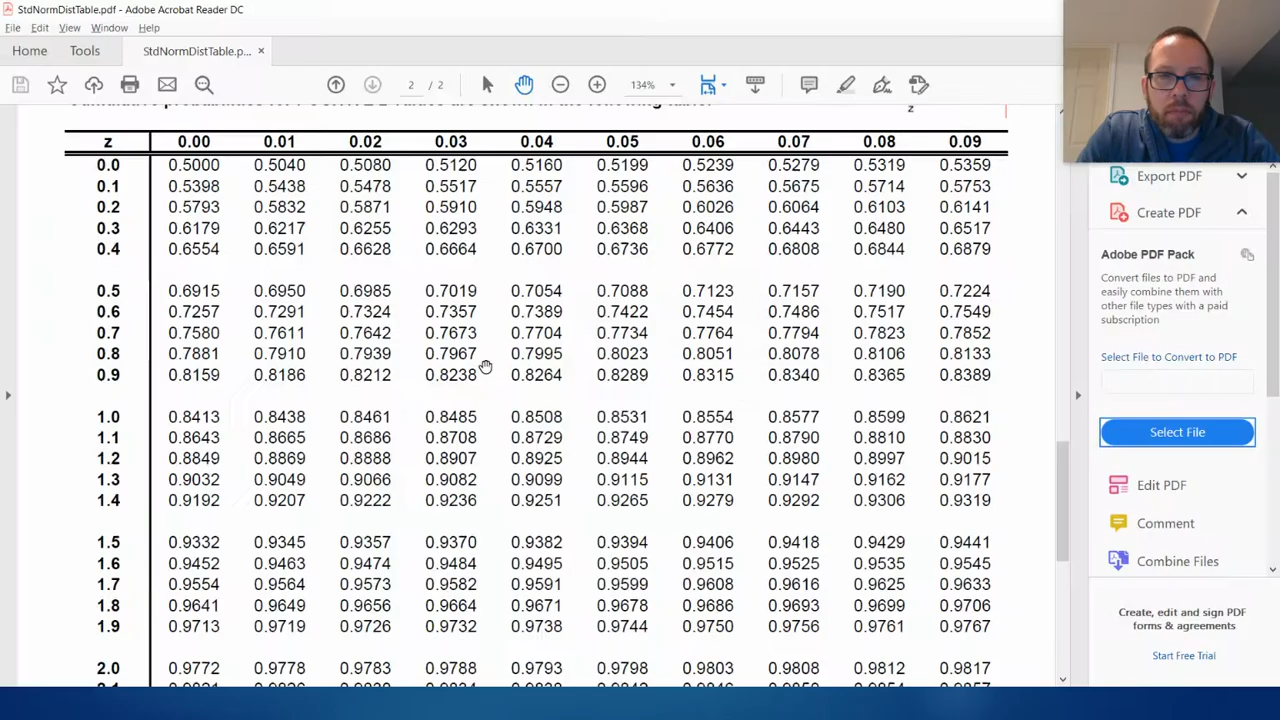 StdNormDistTable.pdf - Adobe Acrobat Reader DC
File Edit View Window Help
Home Tools StdNormDistTable.p... ×
2 / 2 134%
z
z 0.00 0.01 0.02 0.03 0.04 0.05 0.06 0.07 0.08 0.09
0.0 0.5000 0.5040 0.5080 0.5120 0.5160 0.5199 0.5239 0.5279 0.5319 0.5359
0.1 0.5398 0.5438 0.5478 0.5517 0.5557 0.5596 0.5636 0.5675 0.5714 0.5753
0.2 0.5793 0.5832 0.5871 0.5910 0.5948 0.5987 0.6026 0.6064 0.6103 0.6141
0.3 0.6179 0.6217 0.6255 0.6293 0.6331 0.6368 0.6406 0.6443 0.6480 0.6517
0.4 0.6554 0.6591 0.6628 0.6664 0.6700 0.6736 0.6772 0.6808 0.6844 0.6879
0.5 0.6915 0.6950 0.6985 0.7019 0.7054 0.7088 0.7123 0.7157 0.7190 0.7224
0.6 0.7257 0.7291 0.7324 0.7357 0.7389 0.7422 0.7454 0.7486 0.7517 0.7549
0.7 0.7580 0.7611 0.7642 0.7673 0.7704 0.7734 0.7764 0.7794 0.7823 0.7852
0.8 0.7881 0.7910 0.7939 0.7967 0.7995 0.8023 0.8051 0.8078 0.8106 0.8133
0.9 0.8159 0.8186 0.8212 0.8238 0.8264 0.8289 0.8315 0.8340 0.8365 0.8389
1.0 0.8413 0.8438 0.8461 0.8485 0.8508 0.8531 0.8554 0.8577 0.8599 0.8621
1.1 0.8643 0.8665 0.8686 0.8708 0.8729 0.8749 0.8770 0.8790 0.8810 0.8830
1.2 0.8849 0.8869 0.8888 0.8907 0.8925 0.8944 0.8962 0.8980 0.8997 0.9015
1.3 0.9032 0.9049 0.9066 0.9082 0.9099 0.9115 0.9131 0.9147 0.9162 0.9177
1.4 0.9192 0.9207 0.9222 0.9236 0.9251 0.9265 0.9279 0.9292 0.9306 0.9319
1.5 0.9332 0.9345 0.9357 0.9370 0.9382 0.9394 0.9406 0.9418 0.9429 0.9441
1.6 0.9452 0.9463 0.9474 0.9484 0.9495 0.9505 0.9515 0.9525 0.9535 0.9545
1.7 0.9554 0.9564 0.9573 0.9582 0.9591 0.9599 0.9608 0.9616 0.9625 0.9633
1.8 0.9641 0.9649 0.9656 0.9664 0.9671 0.9678 0.9686 0.9693 0.9699 0.9706
1.9 0.9713 0.9719 0.9726 0.9732 0.9738 0.9744 0.9750 0.9756 0.9761 0.9767
2.0 0.9772 0.9778 0.9783 0.9788 0.9793 0.9798 0.9803 0.9808 0.9812 0.9817
Export PDF
Create PDF
Adobe PDF Pack
Convert files to PDF and
easily combine them with
other file types with a paid
subscription
Select File to Convert to PDF
Select File
Edit PDF
Comment
Combine Files
Create, edit and sign PDF
forms & agreements
Start Free Trial